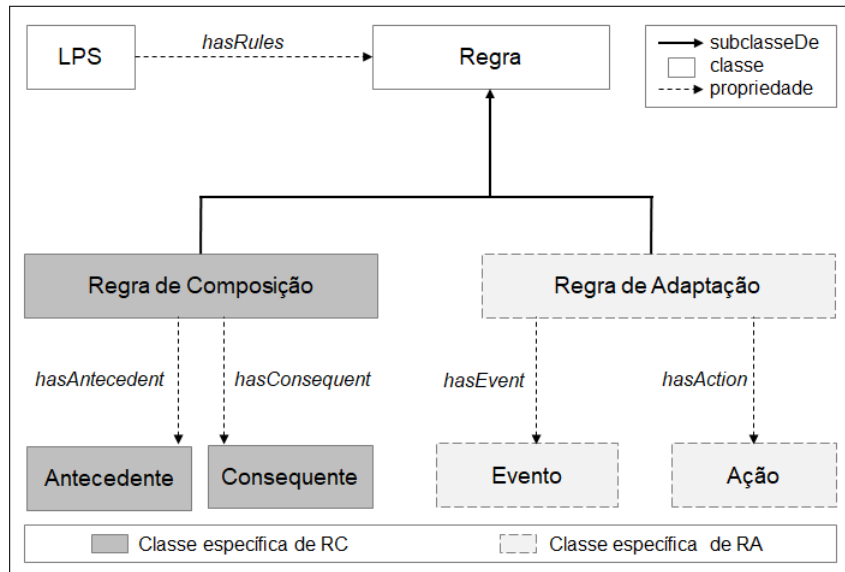 LPS
hasRules
Regra
subclasseDe
classe
propriedade
Regra de Composição
Regra de Adaptação
hasAntecedent
hasConsequent
hasEvent
hasAction
Antecedente
Consequente
Evento
Ação
Classe específica de RC
Classe específica de RA